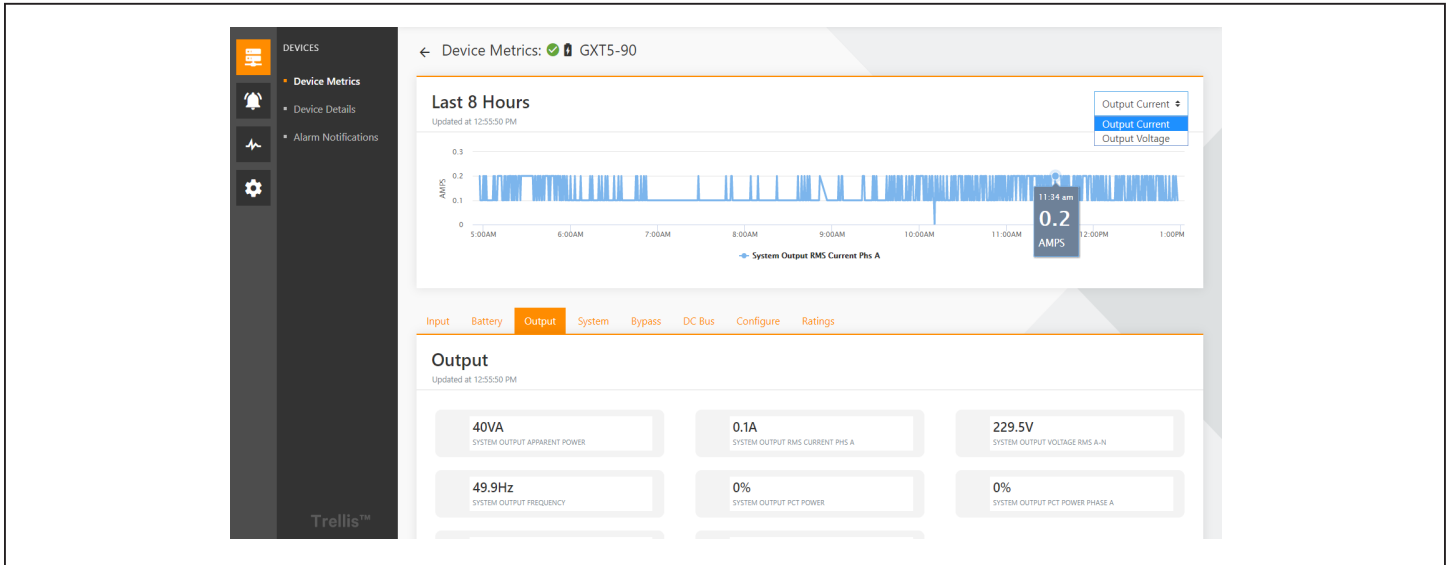 DEVICES
Device Metrics
Device Details
Alarm Notifications
Trellis™
Device Metrics: GXT5-90
Last 8 Hours
Updated at 12:55:50 PM
Output Current
Output Current
Output Voltage
AMPS
0.3
0.2
0.1
0
11:34 am
0.2
AMPS
5:00AM 6:00AM 7:00AM 8:00AM 9:00AM 10:00AM 11:00AM 12:00PM 1:00PM
System Output RMS Current Phs A
Input Battery Output System Bypass DC Bus Configure Ratings
Output
Updated at 12:55:50 PM
40VA
SYSTEM OUTPUT APPARENT POWER
0.1A
SYSTEM OUTPUT RMS CURRENT PHS A
229.5V
SYSTEM OUTPUT VOLTAGE RMS A-N
49.9Hz
SYSTEM OUTPUT FREQUENCY
0%
SYSTEM OUTPUT PCT POWER
0%
SYSTEM OUTPUT PCT POWER PHASE A